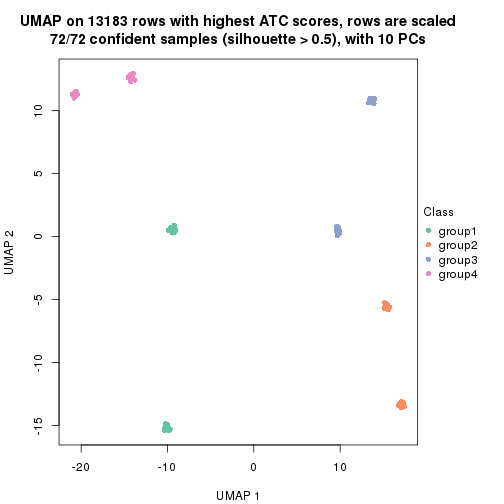 UMAP on 13183 rows with highest ATC scores, rows are scaled
72/72 confident samples (silhouette > 0.5), with 10 PCs
10
5
0
-5
-10
-15
UMAP 2
-20
-10
0
10
UMAP 1
Class
group1
group2
group3
group4